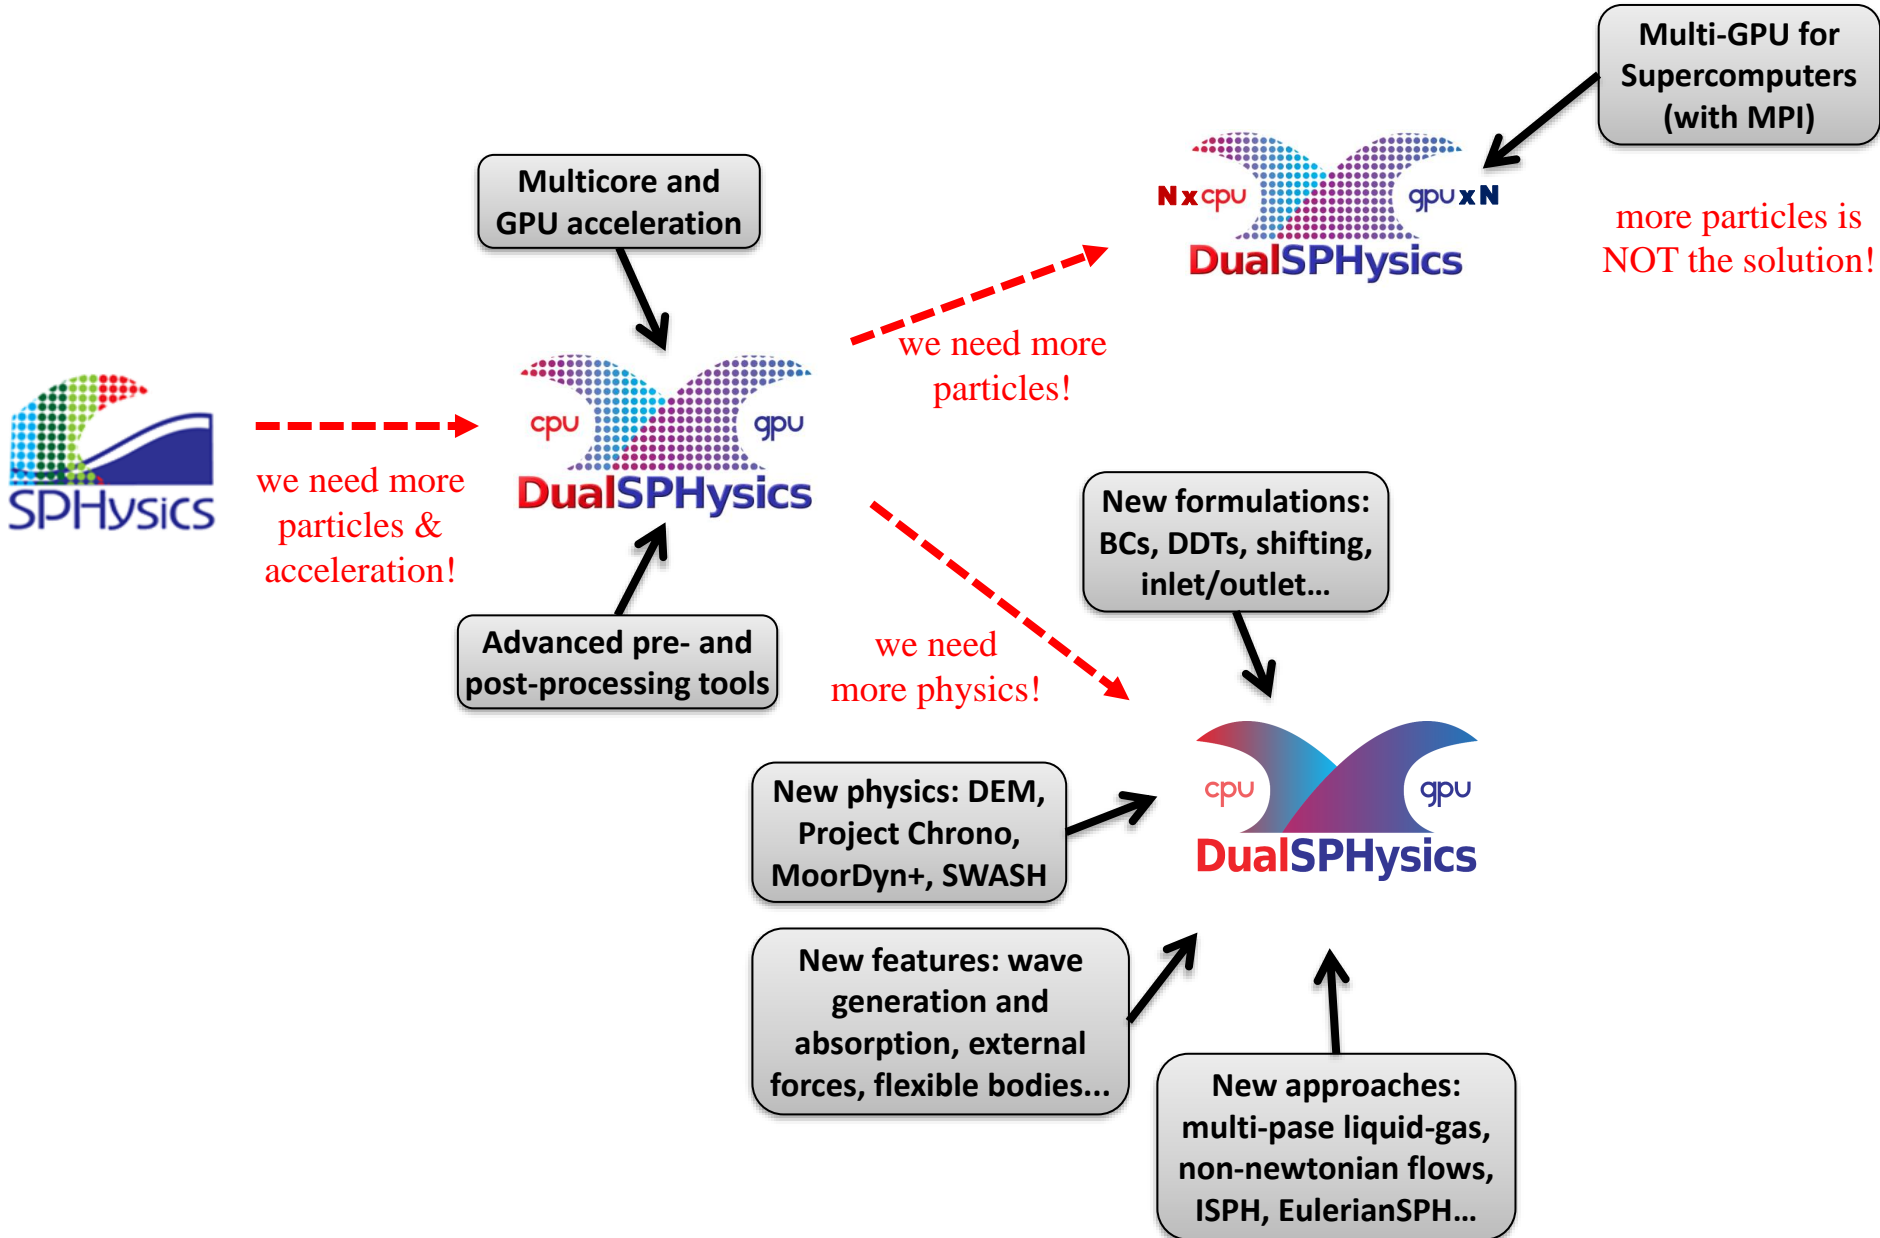 Multi-GPU for
Supercomputers
(with MPI)
Multicore and
GPU acceleration
N x cpu
gpu x N
DualSPHysics
more particles is
NOT the solution!
we need more
particles!
SPHysics
we need more
particles &
acceleration!
cpu
gpu
DualSPHysics
Advanced pre- and
post-processing tools
we need
more physics!
New formulations:
BCs, DDTs, shifting,
inlet/outlet…
cpu
gpu
DualSPHysics
New physics: DEM,
Project Chrono,
MoorDyn+, SWASH
New features: wave
generation and
absorption, external
forces, flexible bodies...
New approaches:
multi-pase liquid-gas,
non-newtonian flows,
ISPH, EulerianSPH…